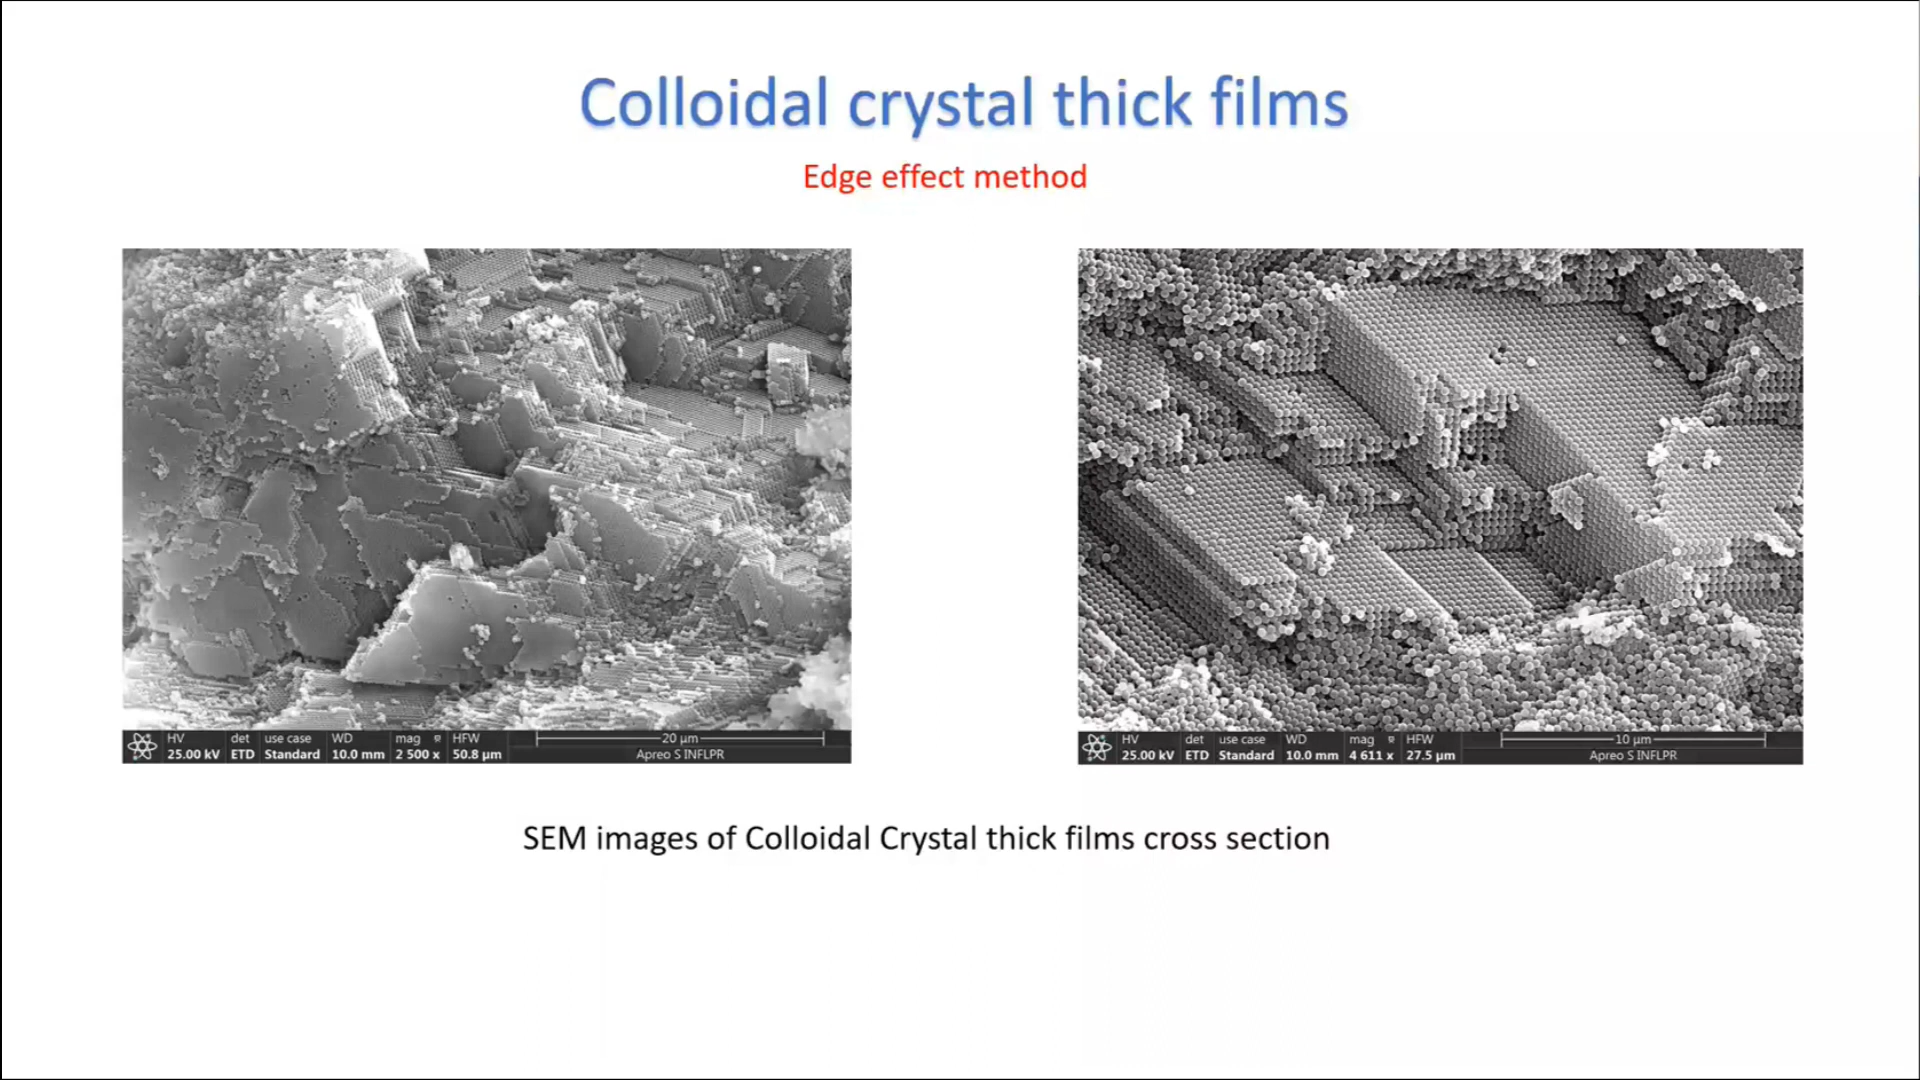 Colloidal crystal thick films
Edge effect method
HV det use case WD mag HFW 20 µm
25.00 kV ETD Standard 10.0 mm 2 500 x 50.8 µm Apreo S INFLPR
HV det use case WD mag HFW 10 µm
25.00 kV ETD Standard 10.0 mm 4 611 x 27.5 µm Apreo S INFLPR
SEM images of Colloidal Crystal thick films cross section